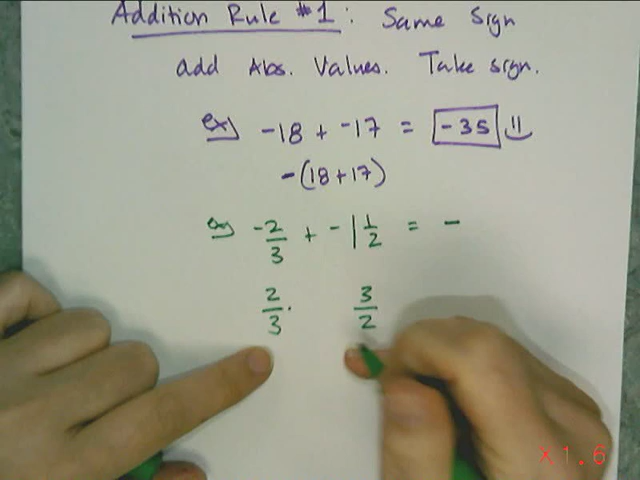 Addition Rule #1: Same Sign
add Abs. Values. Take sign.
ex) -18 + -17 = -35
-(18+17)
ex) -2/3 + -1 1/2 = -
2/3. 3/2
x1.6